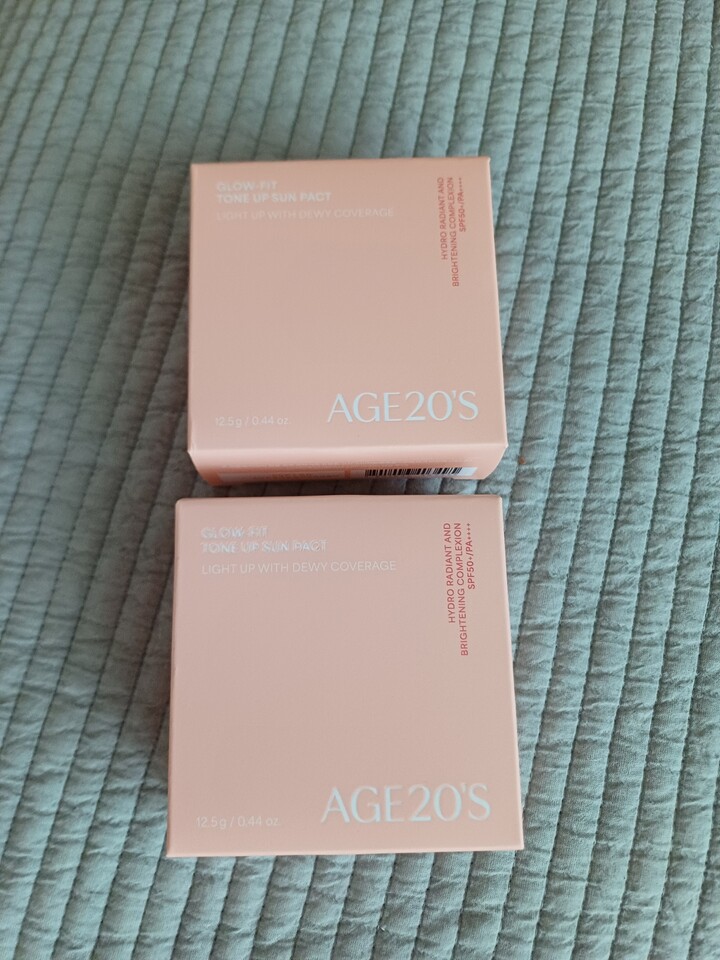 GLOW-FIT
TONE UP SUN PACT
LIGHT UP WITH DEWY COVERAGE
HYDRO RADIANT AND
BRIGHTENING COMPLEXION
SPF50+/PA++++
12.5g / 0.44 oz.
AGE20'S
GLOW-FIT
TONE UP SUN PACT
LIGHT UP WITH DEWY COVERAGE
HYDRO RADIANT AND
BRIGHTENING COMPLEXION
SPF50+/PA++++
12.5g / 0.44 oz.
AGE20'S